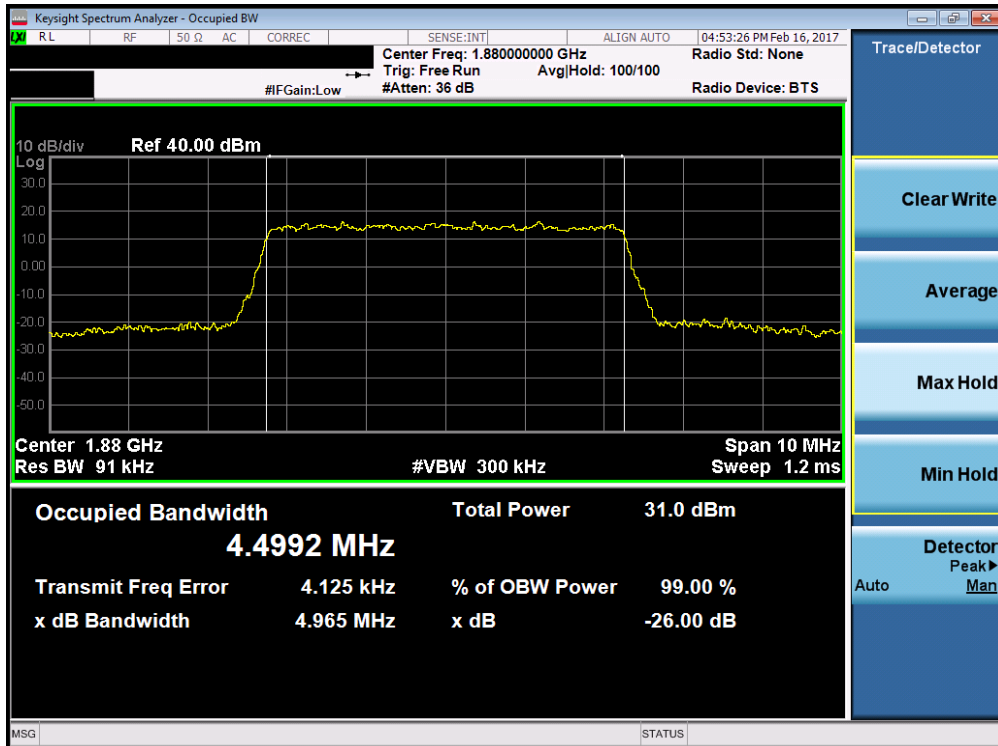 Keysight Spectrum Analyzer - Occupied BW
LXI RL RF 50 Ω AC CORREC SENSE:INT ALIGN AUTO 04:53:26 PM Feb 16, 2017
Center Freq: 1.880000000 GHz Radio Std: None
Trig: Free Run Avg|Hold: 100/100
#IFGain:Low #Atten: 36 dB Radio Device: BTS
10 dB/div Ref 40.00 dBm
Log
30.0
20.0
10.0
0.00
-10.0
-20.0
-30.0
-40.0
-50.0
Center 1.88 GHz Span 10 MHz
Res BW 91 kHz #VBW 300 kHz Sweep 1.2 ms
Occupied Bandwidth Total Power 31.0 dBm
4.4992 MHz
Transmit Freq Error 4.125 kHz % of OBW Power 99.00 %
x dB Bandwidth 4.965 MHz x dB -26.00 dB
MSG STATUS
Trace/Detector
Clear Write
Average
Max Hold
Min Hold
Detector
Peak▶
Auto Man